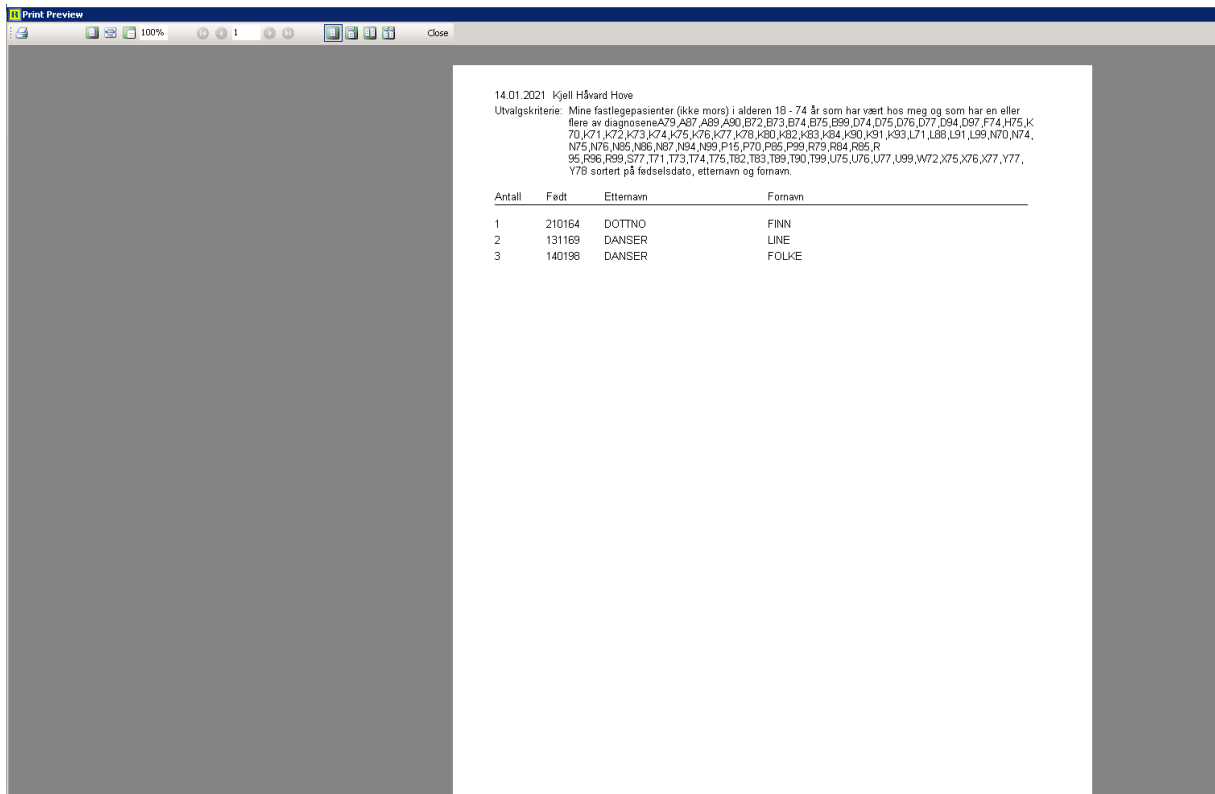 Print Preview
100%
1
Close
14.01.2021 Kjell Håvard Hove
Utvalgskriterie: Mine fastlegepasienter (ikke mors) i alderen 18 - 74 år som har vært hos meg og som har en eller
flere av diagnoseneA79,A87,A89,A90,B72,B73,B74,B75,B99,D74,D75,D76,D77,D94,D97,F74,H75,K
70,K71,K72,K73,K74,K75,K76,K77,K78,K80,K82,K83,K84,K90,K91,K93,L71,L88,L91,L99,N70,N74,
N75,N76,N85,N86,N87,N94,N99,P15,P70,P85,P99,R79,R84,R85,R
95,R96,R99,S77,T71,T73,T74,T75,T82,T83,T89,T90,T99,U75,U76,U77,U99,W72,X75,X76,X77,Y77,
Y78 sortert på fødselsdato, etternavn og fornavn.
Antall Født Etternavn Fornavn
1 210164 DOTTNO FINN
2 131169 DANSER LINE
3 140198 DANSER FOLKE